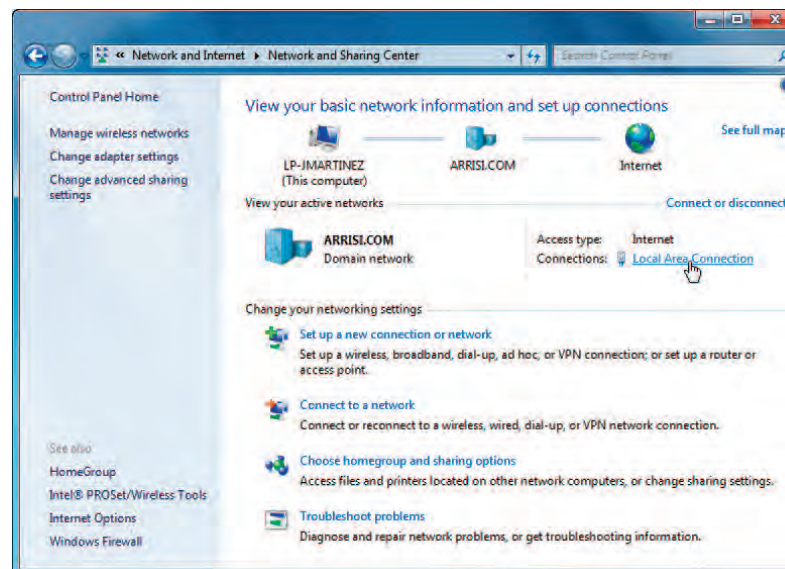 « Network and Internet ▸ Network and Sharing Center
Search Control Panel
Control Panel Home
Manage wireless networks
Change adapter settings
Change advanced sharing
settings
See also
HomeGroup
Intel® PROSet/Wireless Tools
Internet Options
Windows Firewall
View your basic network information and set up connections
See full map
LP-JMARTINEZ
(This computer)
ARRISI.COM
Internet
View your active networks
Connect or disconnect
ARRISI.COM
Domain network
Access type: Internet
Connections: Local Area Connection
Change your networking settings
Set up a new connection or network
Set up a wireless, broadband, dial-up, ad hoc, or VPN connection; or set up a router or
access point.
Connect to a network
Connect or reconnect to a wireless, wired, dial-up, or VPN network connection.
Choose homegroup and sharing options
Access files and printers located on other network computers, or change sharing settings.
Troubleshoot problems
Diagnose and repair network problems, or get troubleshooting information.